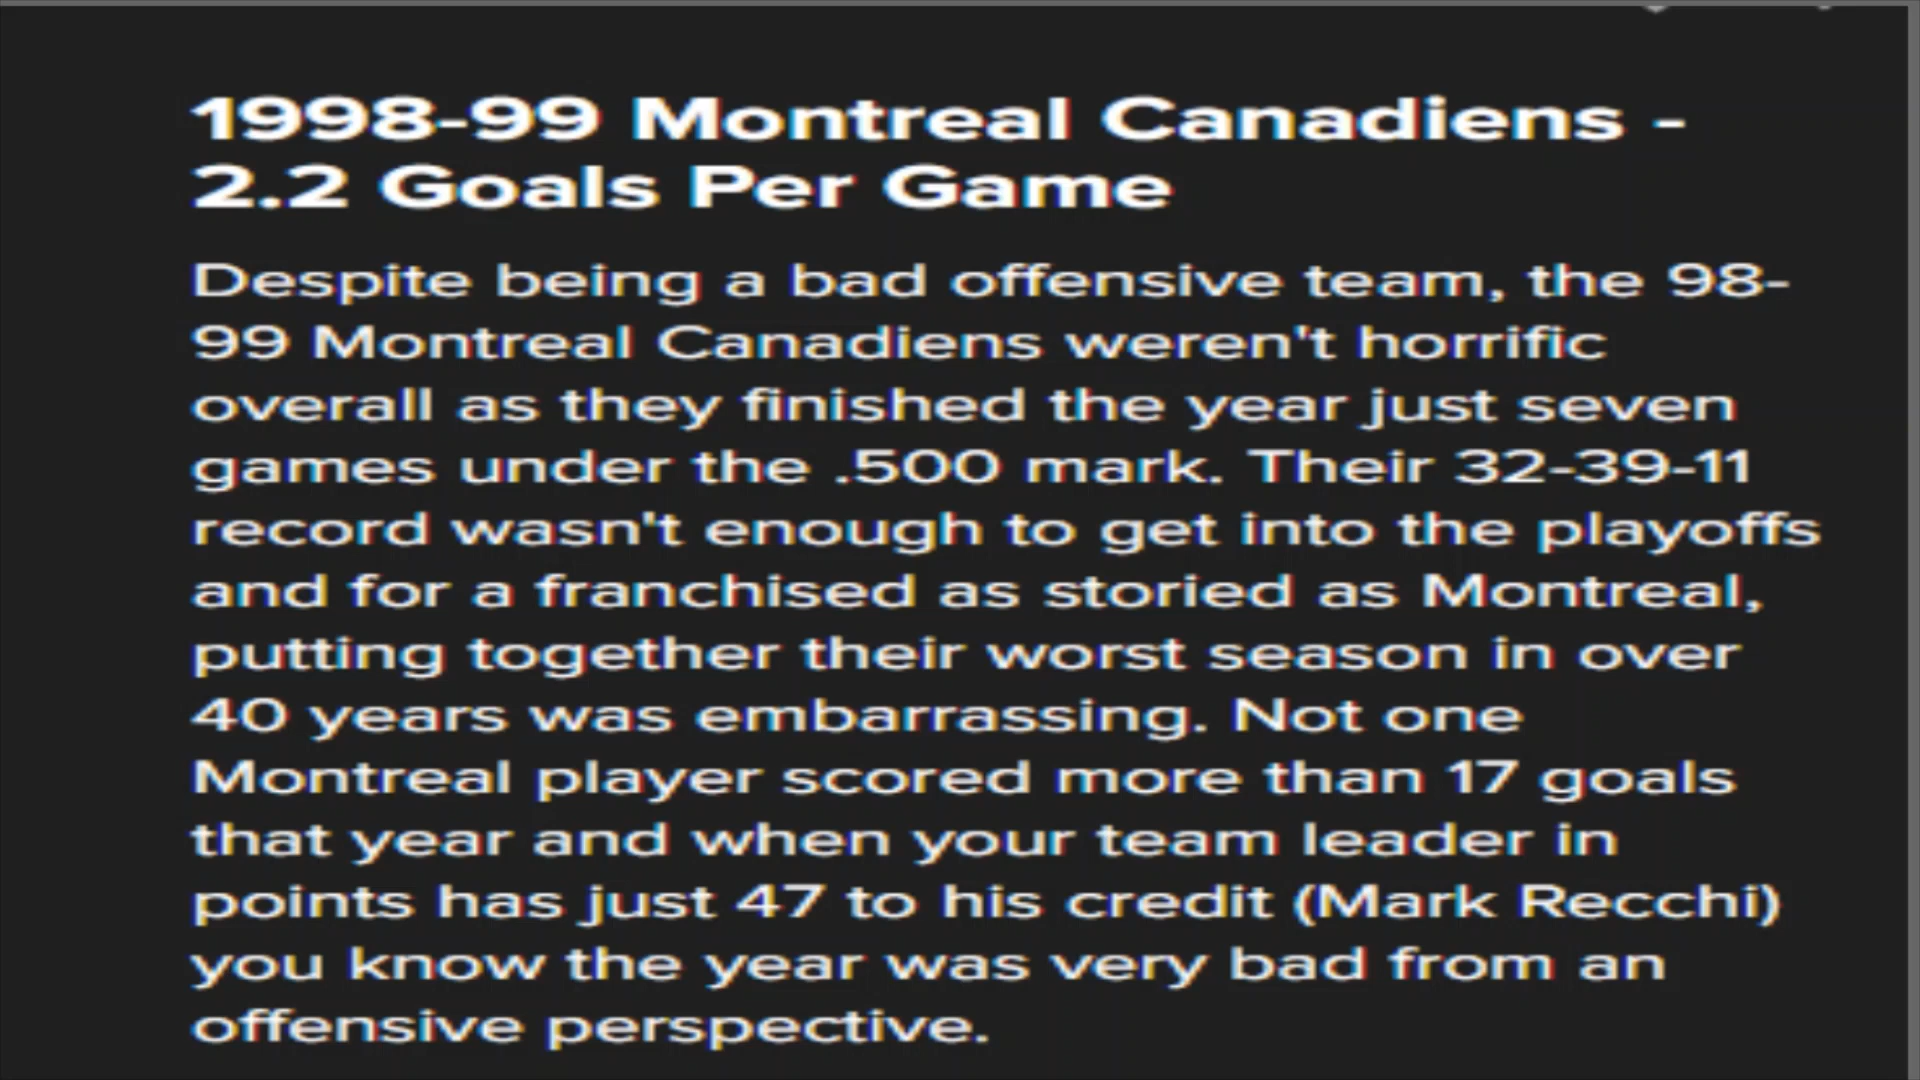 1998-99 Montreal Canadiens -
2.2 Goals Per Game
Despite being a bad offensive team, the 98-
99 Montreal Canadiens weren't horrific
overall as they finished the year just seven
games under the .500 mark. Their 32-39-11
record wasn't enough to get into the playoffs
and for a franchised as storied as Montreal,
putting together their worst season in over
40 years was embarrassing. Not one
Montreal player scored more than 17 goals
that year and when your team leader in
points has just 47 to his credit (Mark Recchi)
you know the year was very bad from an
offensive perspective.